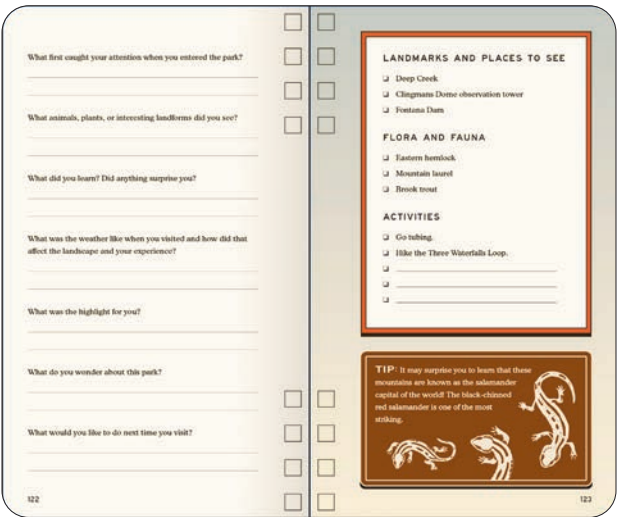 What first caught your attention when you entered the park?
What animals, plants, or interesting landforms did you see?
What did you learn? Did anything surprise you?
What was the weather like when you visited and how did that
affect the landscape and your experience?
What was the highlight for you?
What do you wonder about this park?
What would you like to do next time you visit?
122
LANDMARKS AND PLACES TO SEE
Deep Creek
Clingmans Dome observation tower
Fontana Dam
FLORA AND FAUNA
Eastern hemlock
Mountain laurel
Brook trout
ACTIVITIES
Go tubing.
Hike the Three Waterfalls Loop.
TIP: It may surprise you to learn that these
mountains are known as the salamander
capital of the world! The black-chinned
red salamander is one of the most
striking.
123